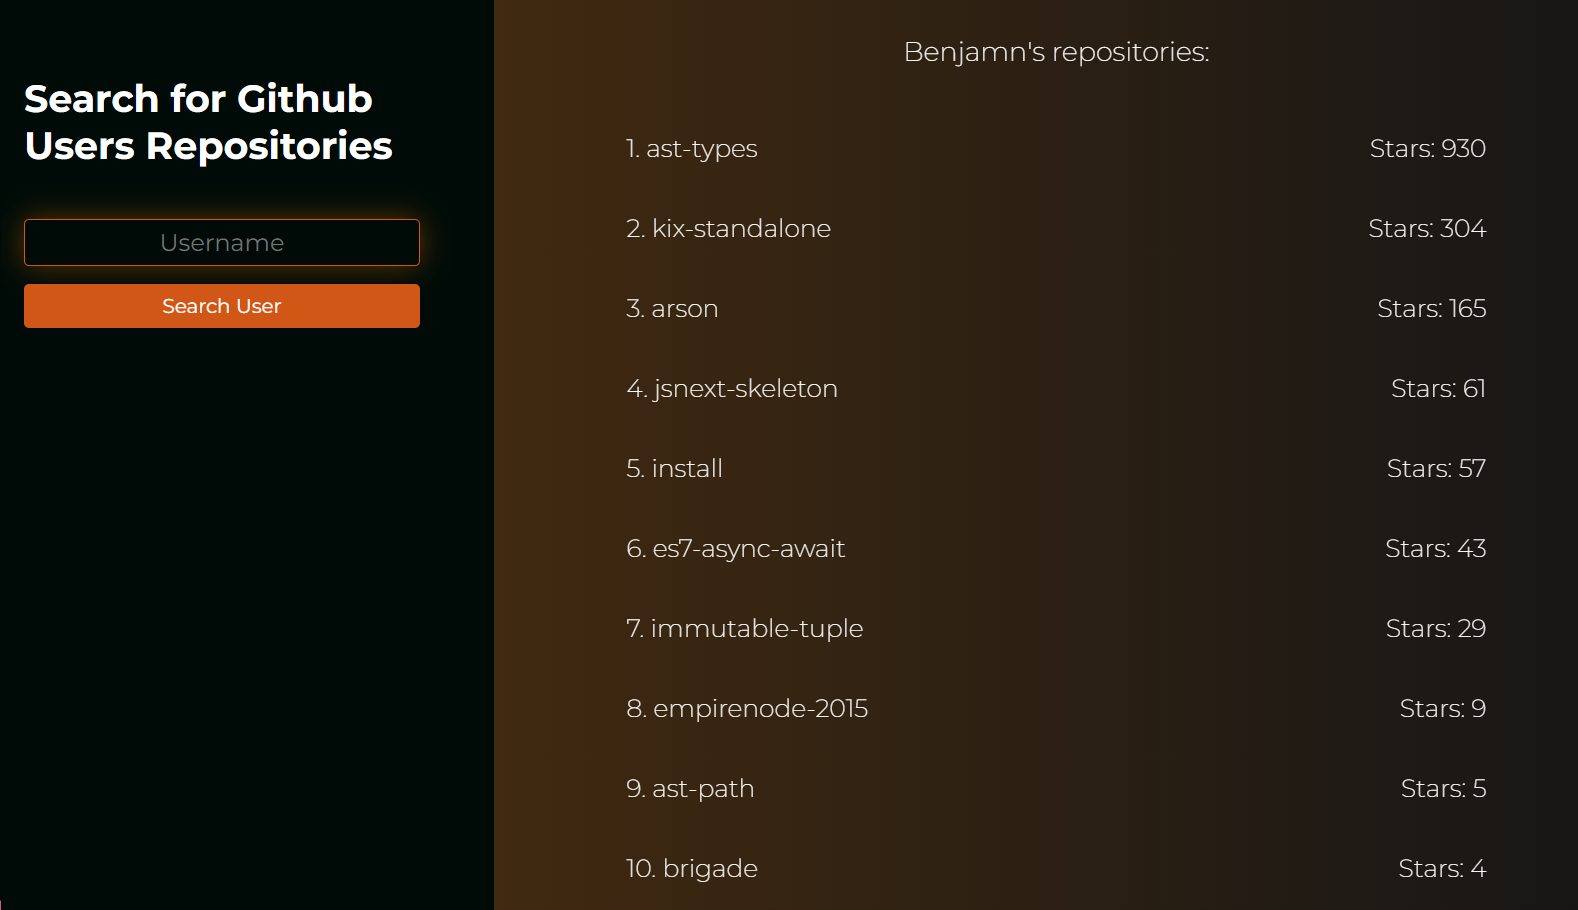 Search for Github
Users Repositories
Username
Search User
Benjamn's repositories:
1. ast-types Stars: 930
2. kix-standalone Stars: 304
3. arson Stars: 165
4. jsnext-skeleton Stars: 61
5. install Stars: 57
6. es7-async-await Stars: 43
7. immutable-tuple Stars: 29
8. empirenode-2015 Stars: 9
9. ast-path Stars: 5
10. brigade Stars: 4